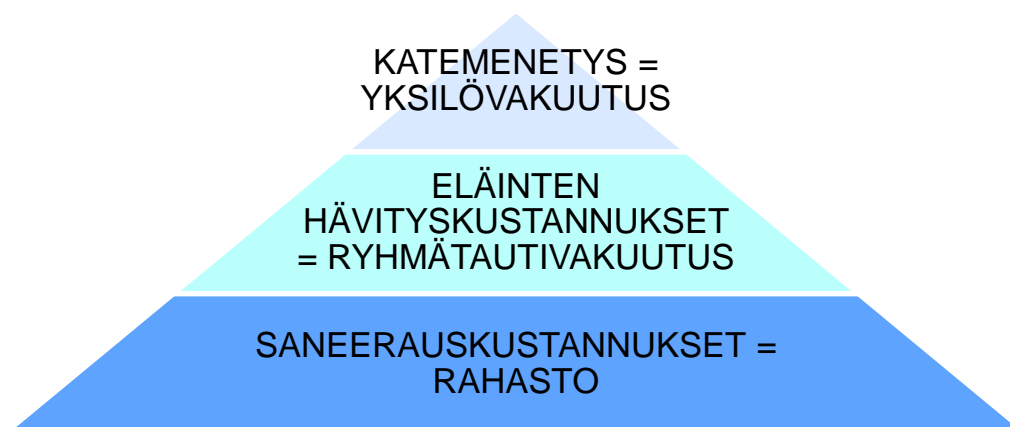 KATEMENETYS =
YKSILÖVAKUUTUS
ELÄINTEN
HÄVITYSKUSTANNUKSET
= RYHMÄTAUTIVAKUUTUS
SANEERAUSKUSTANNUKSET =
RAHASTO